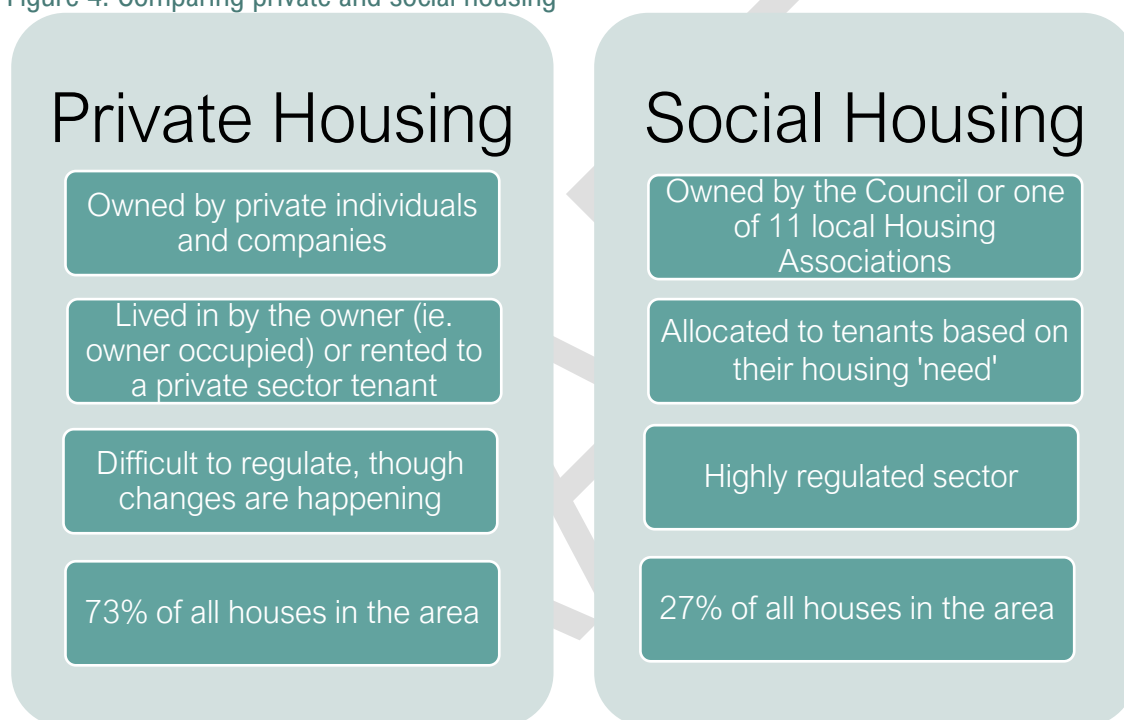 Figure 4: Comparing private and social housing
Private Housing
Owned by private individuals
and companies
Lived in by the owner (ie.
owner occupied) or rented to
a private sector tenant
Difficult to regulate, though
changes are happening
73% of all houses in the area
Social Housing
Owned by the Council or one
of 11 local Housing
Associations
Allocated to tenants based on
their housing 'need'
Highly regulated sector
27% of all houses in the area